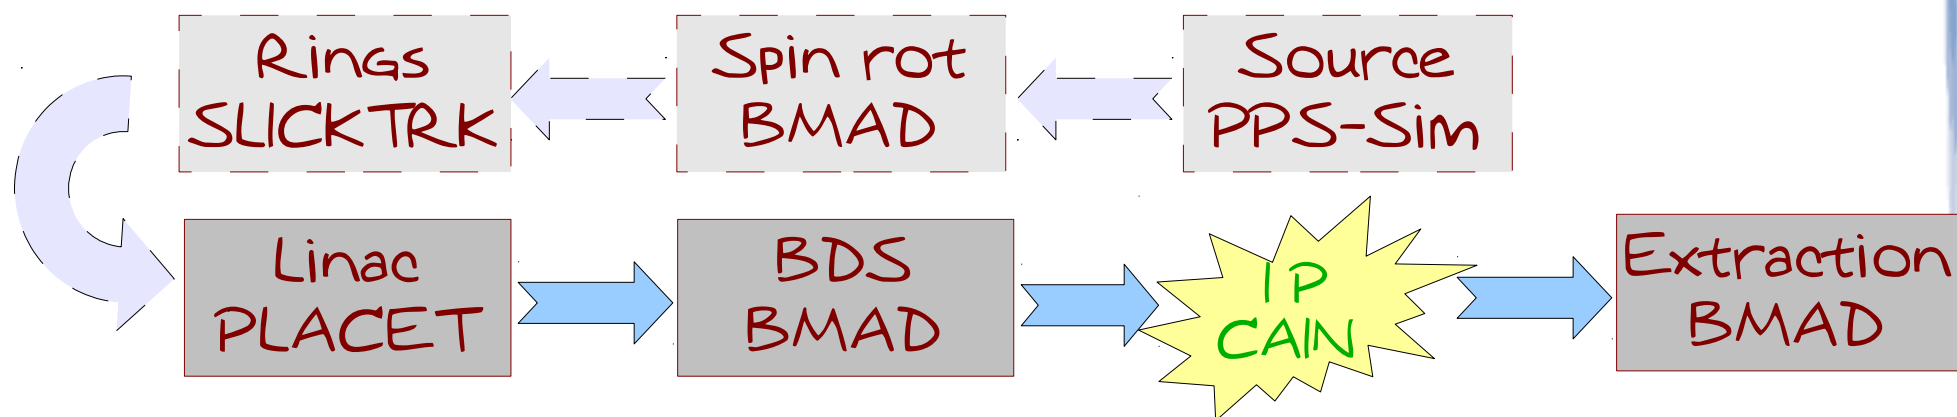 Rings
SLICKTRK
Spin rot
BMAD
Source
PPS-Sim
Linac
PLACET
BDS
BMAD
IP
CAIN
Extraction
BMAD